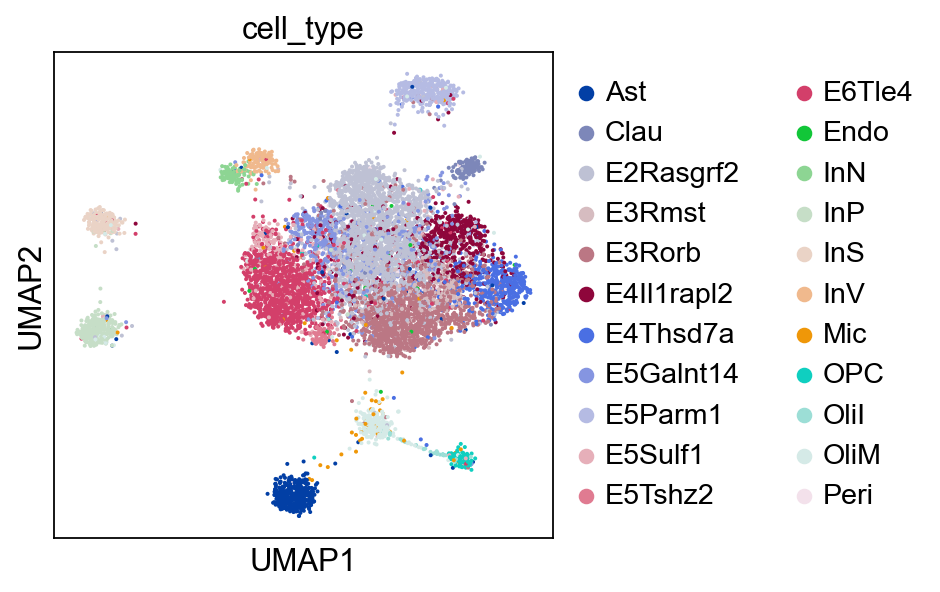 cell_type
Ast
Clau
E2Rasgrf2
E3Rmst
E3Rorb
E4Il1rapl2
E4Thsd7a
E5Galnt14
E5Parm1
E5Sulf1
E5Tshz2
E6Tle4
Endo
InN
InP
InS
InV
Mic
OPC
OliI
OliM
Peri
UMAP2
UMAP1